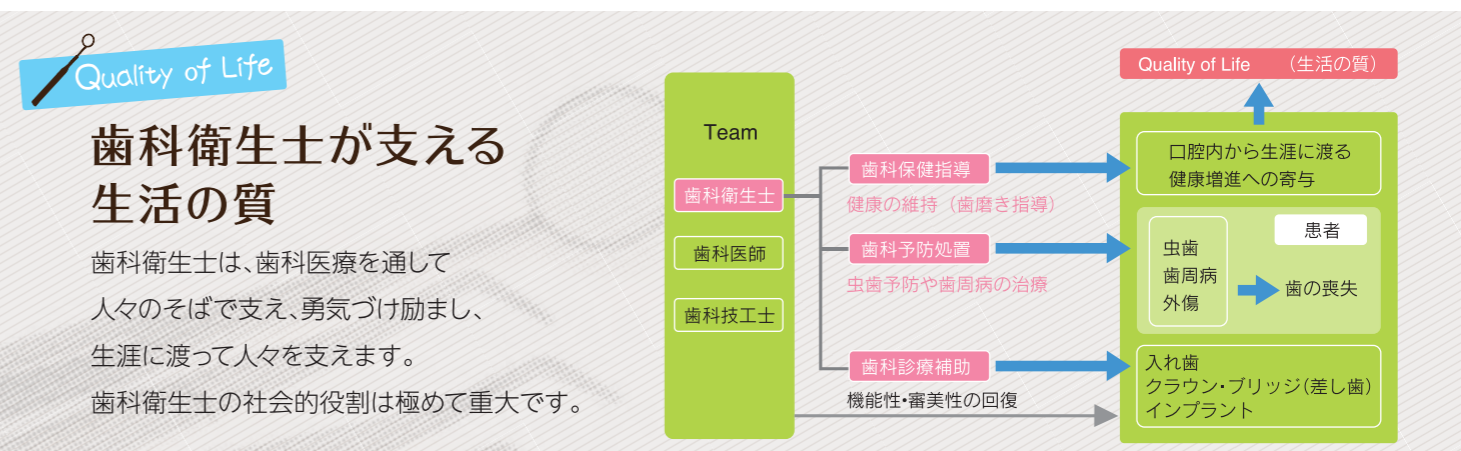 Quality of Life
歯科衛生士が支える
生活の質
歯科衛生士は、歯科医療を通して
人々のそばで支え、勇気づけ励まし、
生涯に渡って人々を支えます。
歯科衛生士の社会的役割は極めて重大です。
Team
歯科衛生士
歯科医師
歯科技工士
歯科保健指導
健康の維持（歯磨き指導）
歯科予防処置
虫歯予防や歯周病の治療
歯科診療補助
機能性・審美性の回復
Quality of Life （生活の質）
口腔内から生涯に渡る
健康増進への寄与
患者
虫歯
歯周病
外傷
歯の喪失
入れ歯
クラウン・ブリッジ（差し歯）
インプラント